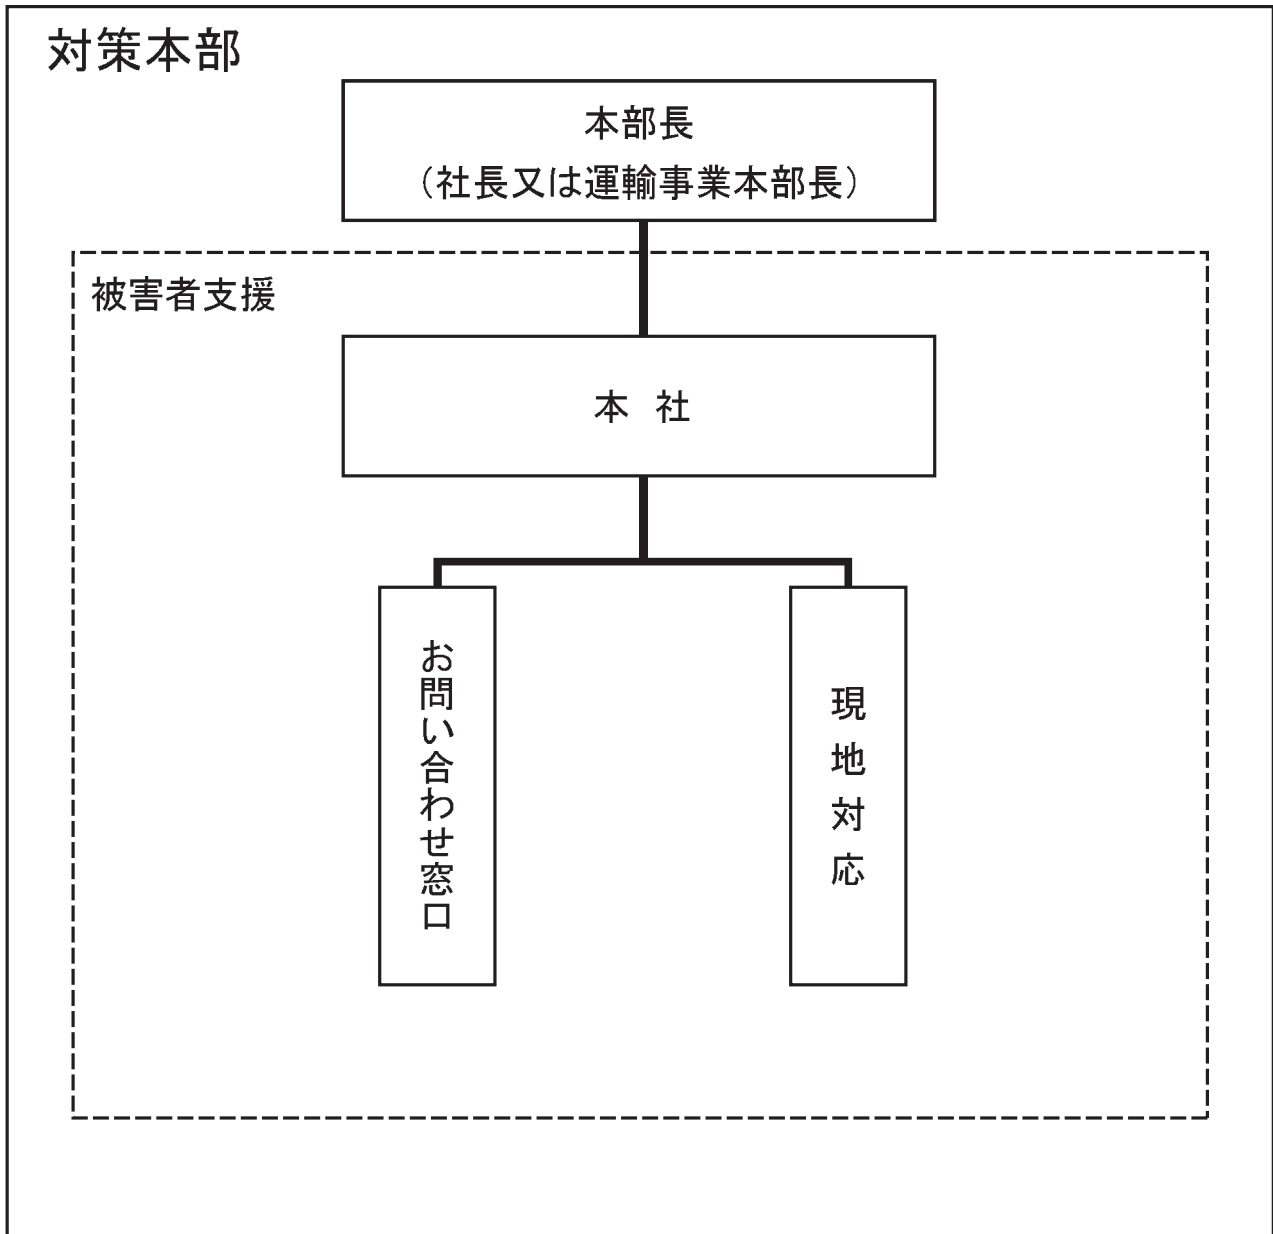 対策本部
本部長
（社長又は運輸事業本部長）
被害者支援
本 社
お問い合わせ窓口
現地対応